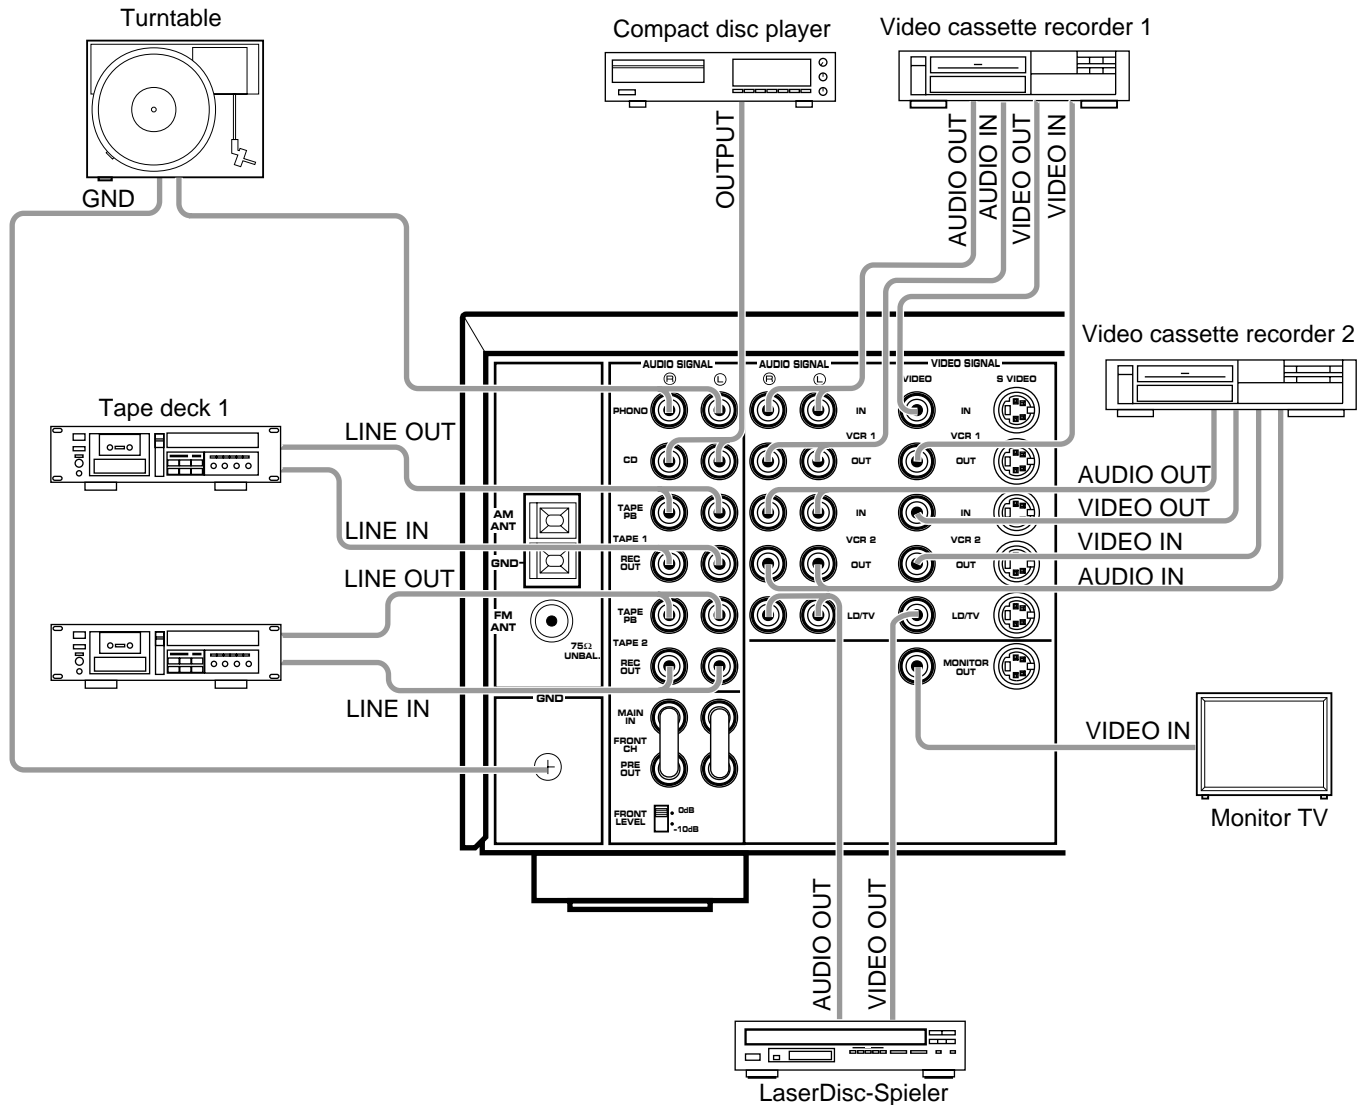 Turntable
Compact disc player
Video cassette recorder 1
GND
OUTPUT
AUDIO OUT
AUDIO IN
VIDEO OUT
VIDEO IN
Video cassette recorder 2
Tape deck 1
LINE OUT
LINE IN
LINE OUT
LINE IN
AUDIO OUT
VIDEO OUT
VIDEO IN
AUDIO IN
VIDEO IN
Monitor TV
AUDIO SIGNAL
R L
AUDIO SIGNAL
R L
VIDEO SIGNAL
VIDEO
S VIDEO
PHONO
CD
TAPE PB
TAPE 1
REC OUT
TAPE PB
TAPE 2
REC OUT
MAIN IN
FRONT CH
PRE OUT
FRONT LEVEL
0dB
-10dB
AM ANT
GND
FM ANT
75Ω UNBAL.
GND
IN
VCR 1
OUT
IN
VCR 2
OUT
LD/TV
IN
VCR 1
OUT
IN
VCR 2
OUT
LD/TV
MONITOR OUT
AUDIO OUT
VIDEO OUT
LaserDisc-Spieler